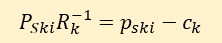 P_{Ski} R_k^{-1} = p_{ski} - c_k